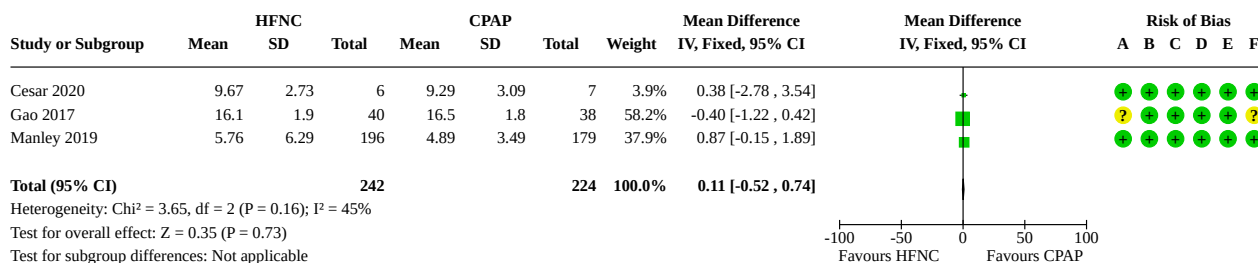 HFNC CPAP Mean Difference Mean Difference Risk of Bias
Study or Subgroup Mean SD Total Mean SD Total Weight IV, Fixed, 95% CI IV, Fixed, 95% CI A B C D E F
Cesar 2020 9.67 2.73 6 9.29 3.09 7 3.9% 0.38 [-2.78 , 3.54] + + + + + +
Gao 2017 16.1 1.9 40 16.5 1.8 38 58.2% -0.40 [-1.22 , 0.42] ? + + + + ?
Manley 2019 5.76 6.29 196 4.89 3.49 179 37.9% 0.87 [-0.15 , 1.89] + + + + + +
Total (95% CI) 242 224 100.0% 0.11 [-0.52 , 0.74]
Heterogeneity: Chi² = 3.65, df = 2 (P = 0.16); I² = 45%
Test for overall effect: Z = 0.35 (P = 0.73)
-100 -50 0 50 100
Test for subgroup differences: Not applicable Favours HFNC Favours CPAP